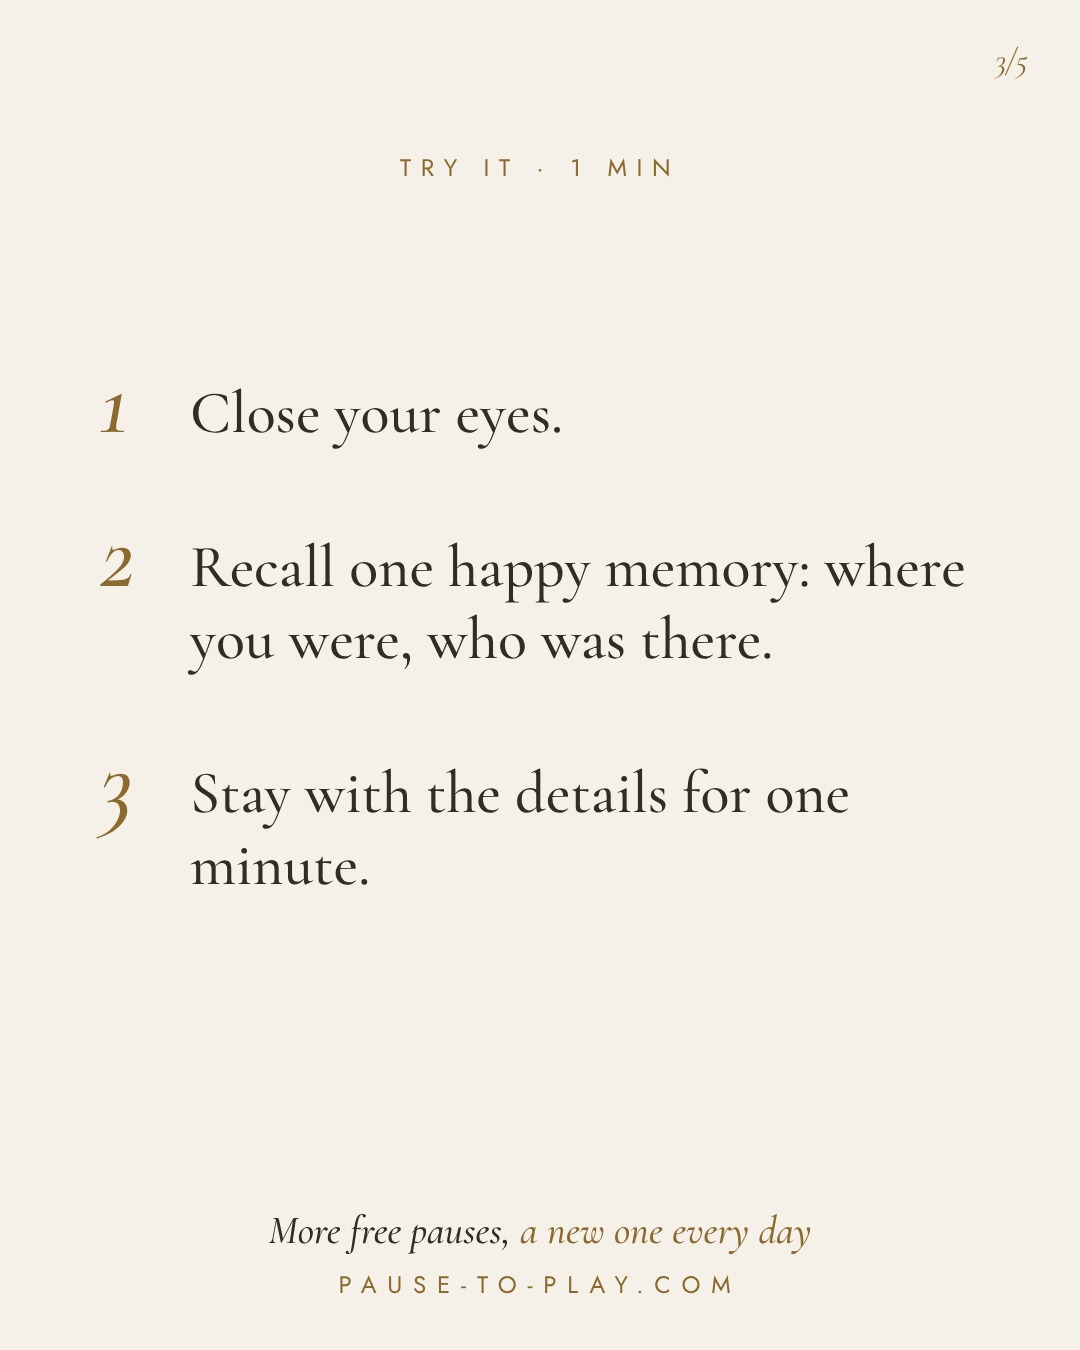 3/5
TRY IT · 1 MIN
1 Close your eyes.
2 Recall one happy memory: where
you were, who was there.
3 Stay with the details for one
minute.
More free pauses, a new one every day
PAUSE-TO-PLAY.COM